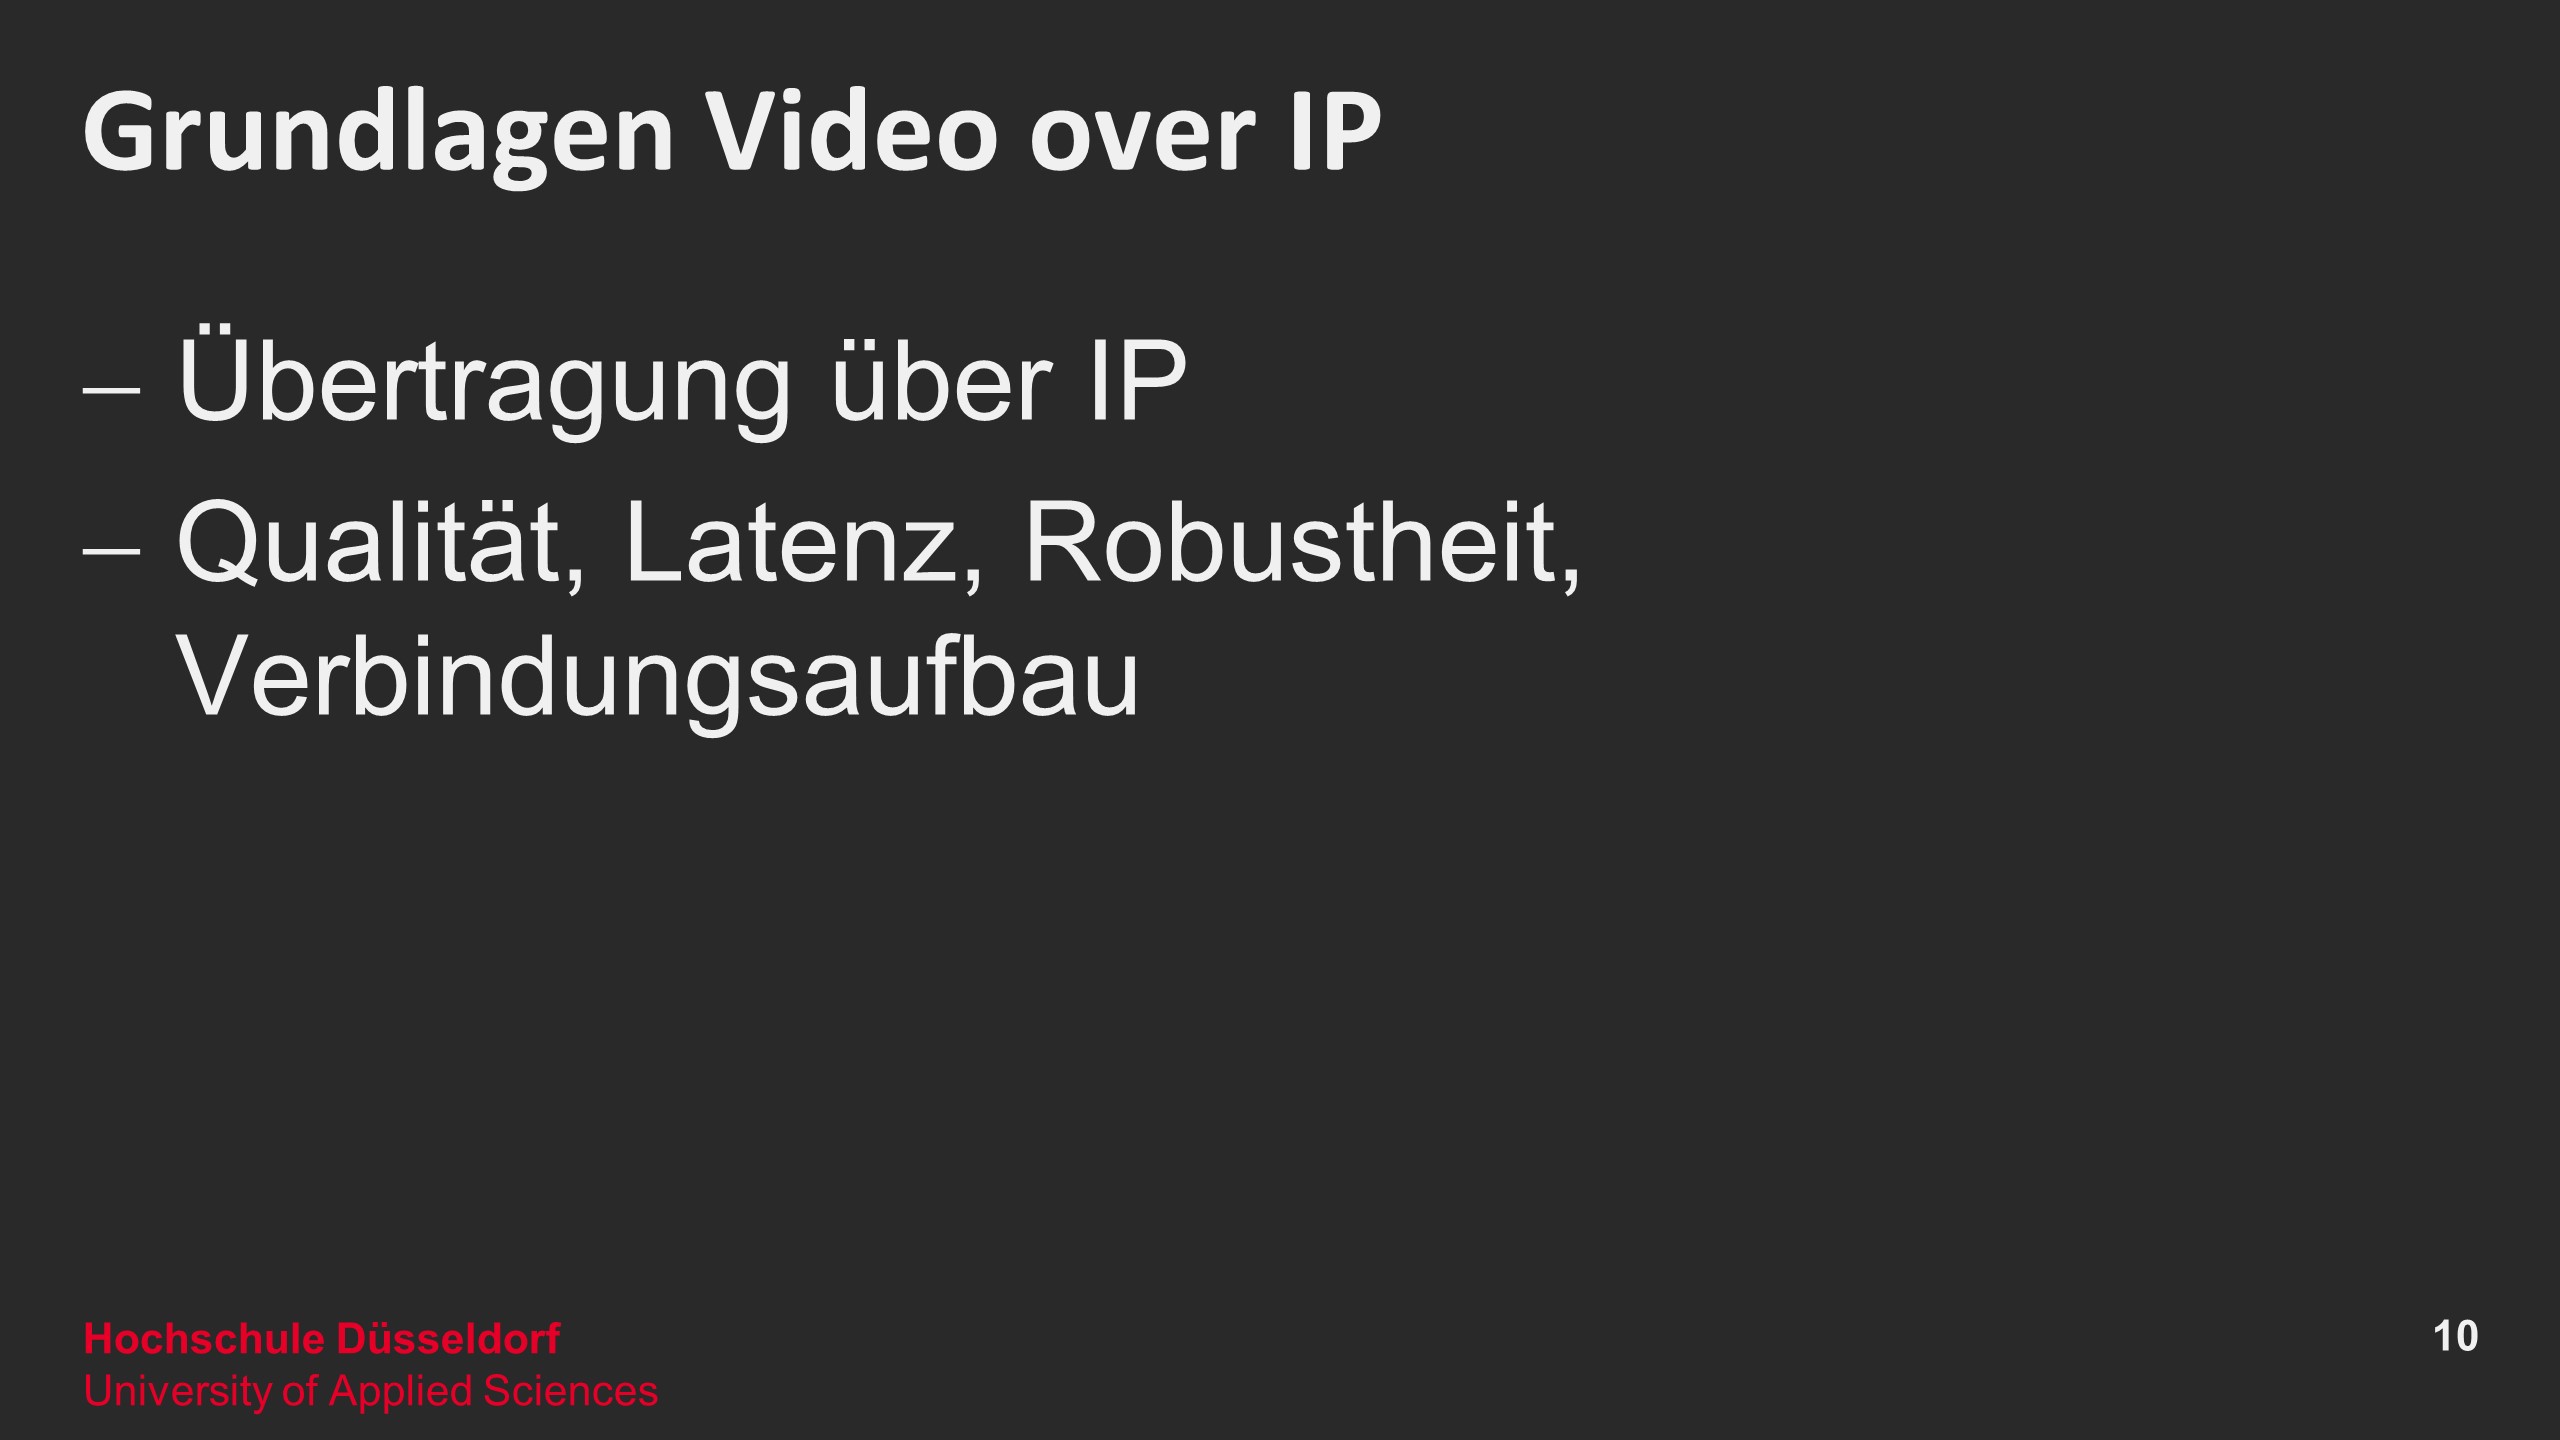 Grundlagen Video over IP
– Übertragung über IP
– Qualität, Latenz, Robustheit,
Verbindungsaufbau
Hochschule Düsseldorf
University of Applied Sciences
10